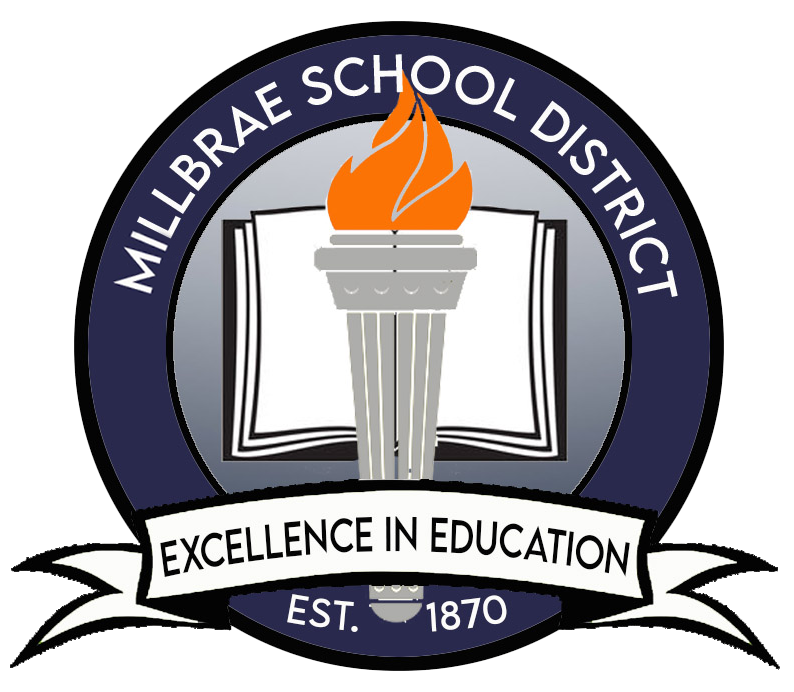 MILLBRAE SCHOOL DISTRICT
EXCELLENCE IN EDUCATION
EST. 1870